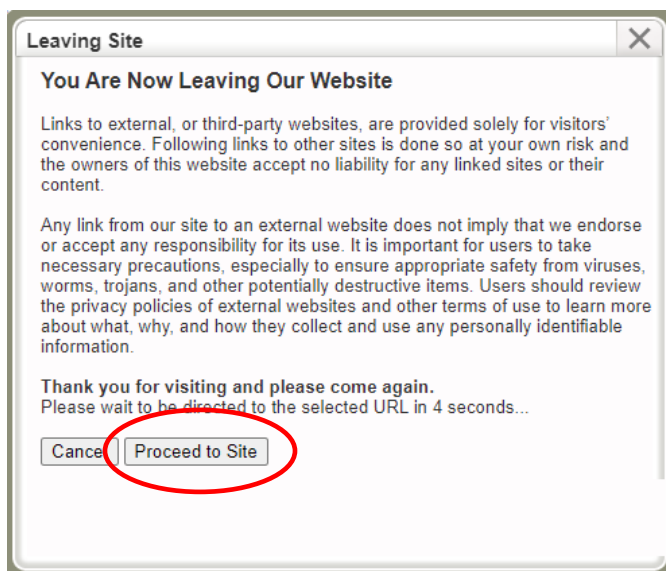 Leaving Site
You Are Now Leaving Our Website
Links to external, or third-party websites, are provided solely for visitors'
convenience. Following links to other sites is done so at your own risk and
the owners of this website accept no liability for any linked sites or their
content.
Any link from our site to an external website does not imply that we endorse
or accept any responsibility for its use. It is important for users to take
necessary precautions, especially to ensure appropriate safety from viruses,
worms, trojans, and other potentially destructive items. Users should review
the privacy policies of external websites and other terms of use to learn more
about what, why, and how they collect and use any personally identifiable
information.
Thank you for visiting and please come again.
Please wait to be directed to the selected URL in 4 seconds...
Cancel Proceed to Site